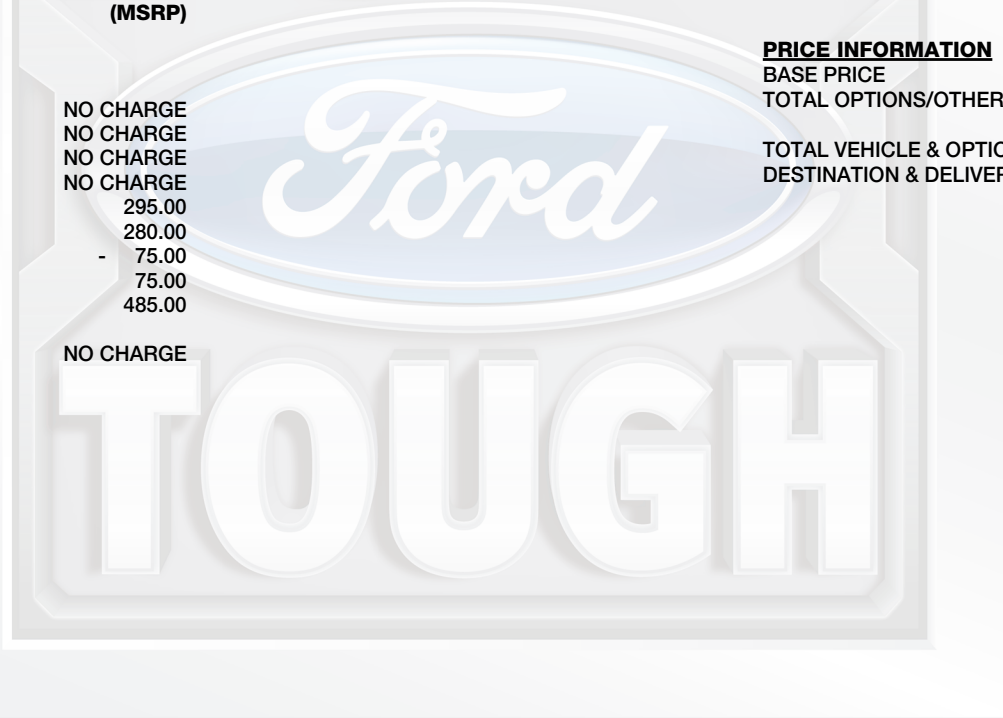 (MSRP)
NO CHARGE
NO CHARGE
NO CHARGE
NO CHARGE
295.00
280.00
- 75.00
75.00
485.00
NO CHARGE
PRICE INFORMATION
BASE PRICE
TOTAL OPTIONS/OTHER
TOTAL VEHICLE & OPTIO
DESTINATION & DELIVER
Ford
TOUGH